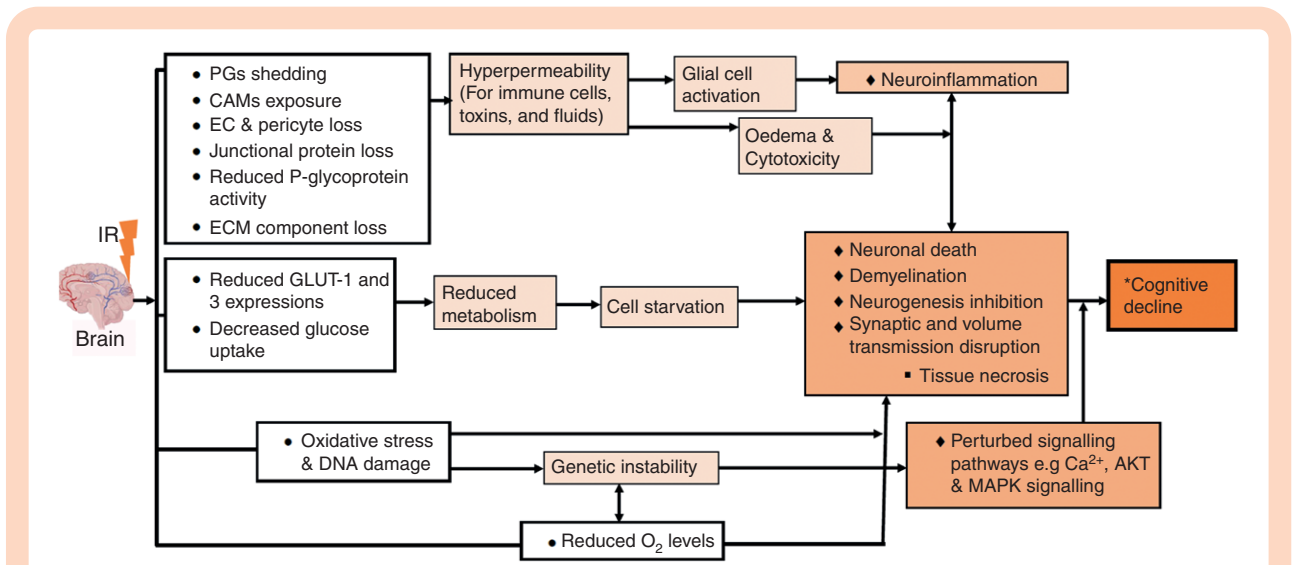 IR
Brain
• PGs shedding
• CAMs exposure
• EC & pericyte loss
• Junctional protein loss
• Reduced P-glycoprotein
activity
• ECM component loss
Hyperpermeability
(For immune cells,
toxins, and fluids)
Glial cell
activation
♦ Neuroinflammation
Oedema &
Cytotoxicity
• Reduced GLUT-1 and
3 expressions
• Decreased glucose
uptake
Reduced
metabolism
Cell starvation
♦ Neuronal death
♦ Demyelination
♦ Neurogenesis inhibition
♦ Synaptic and volume
transmission disruption
▪ Tissue necrosis
*Cognitive
decline
• Oxidative stress
& DNA damage
Genetic instability
♦ Perturbed signalling
pathways e.g Ca²⁺, AKT
& MAPK signalling
• Reduced O₂ levels